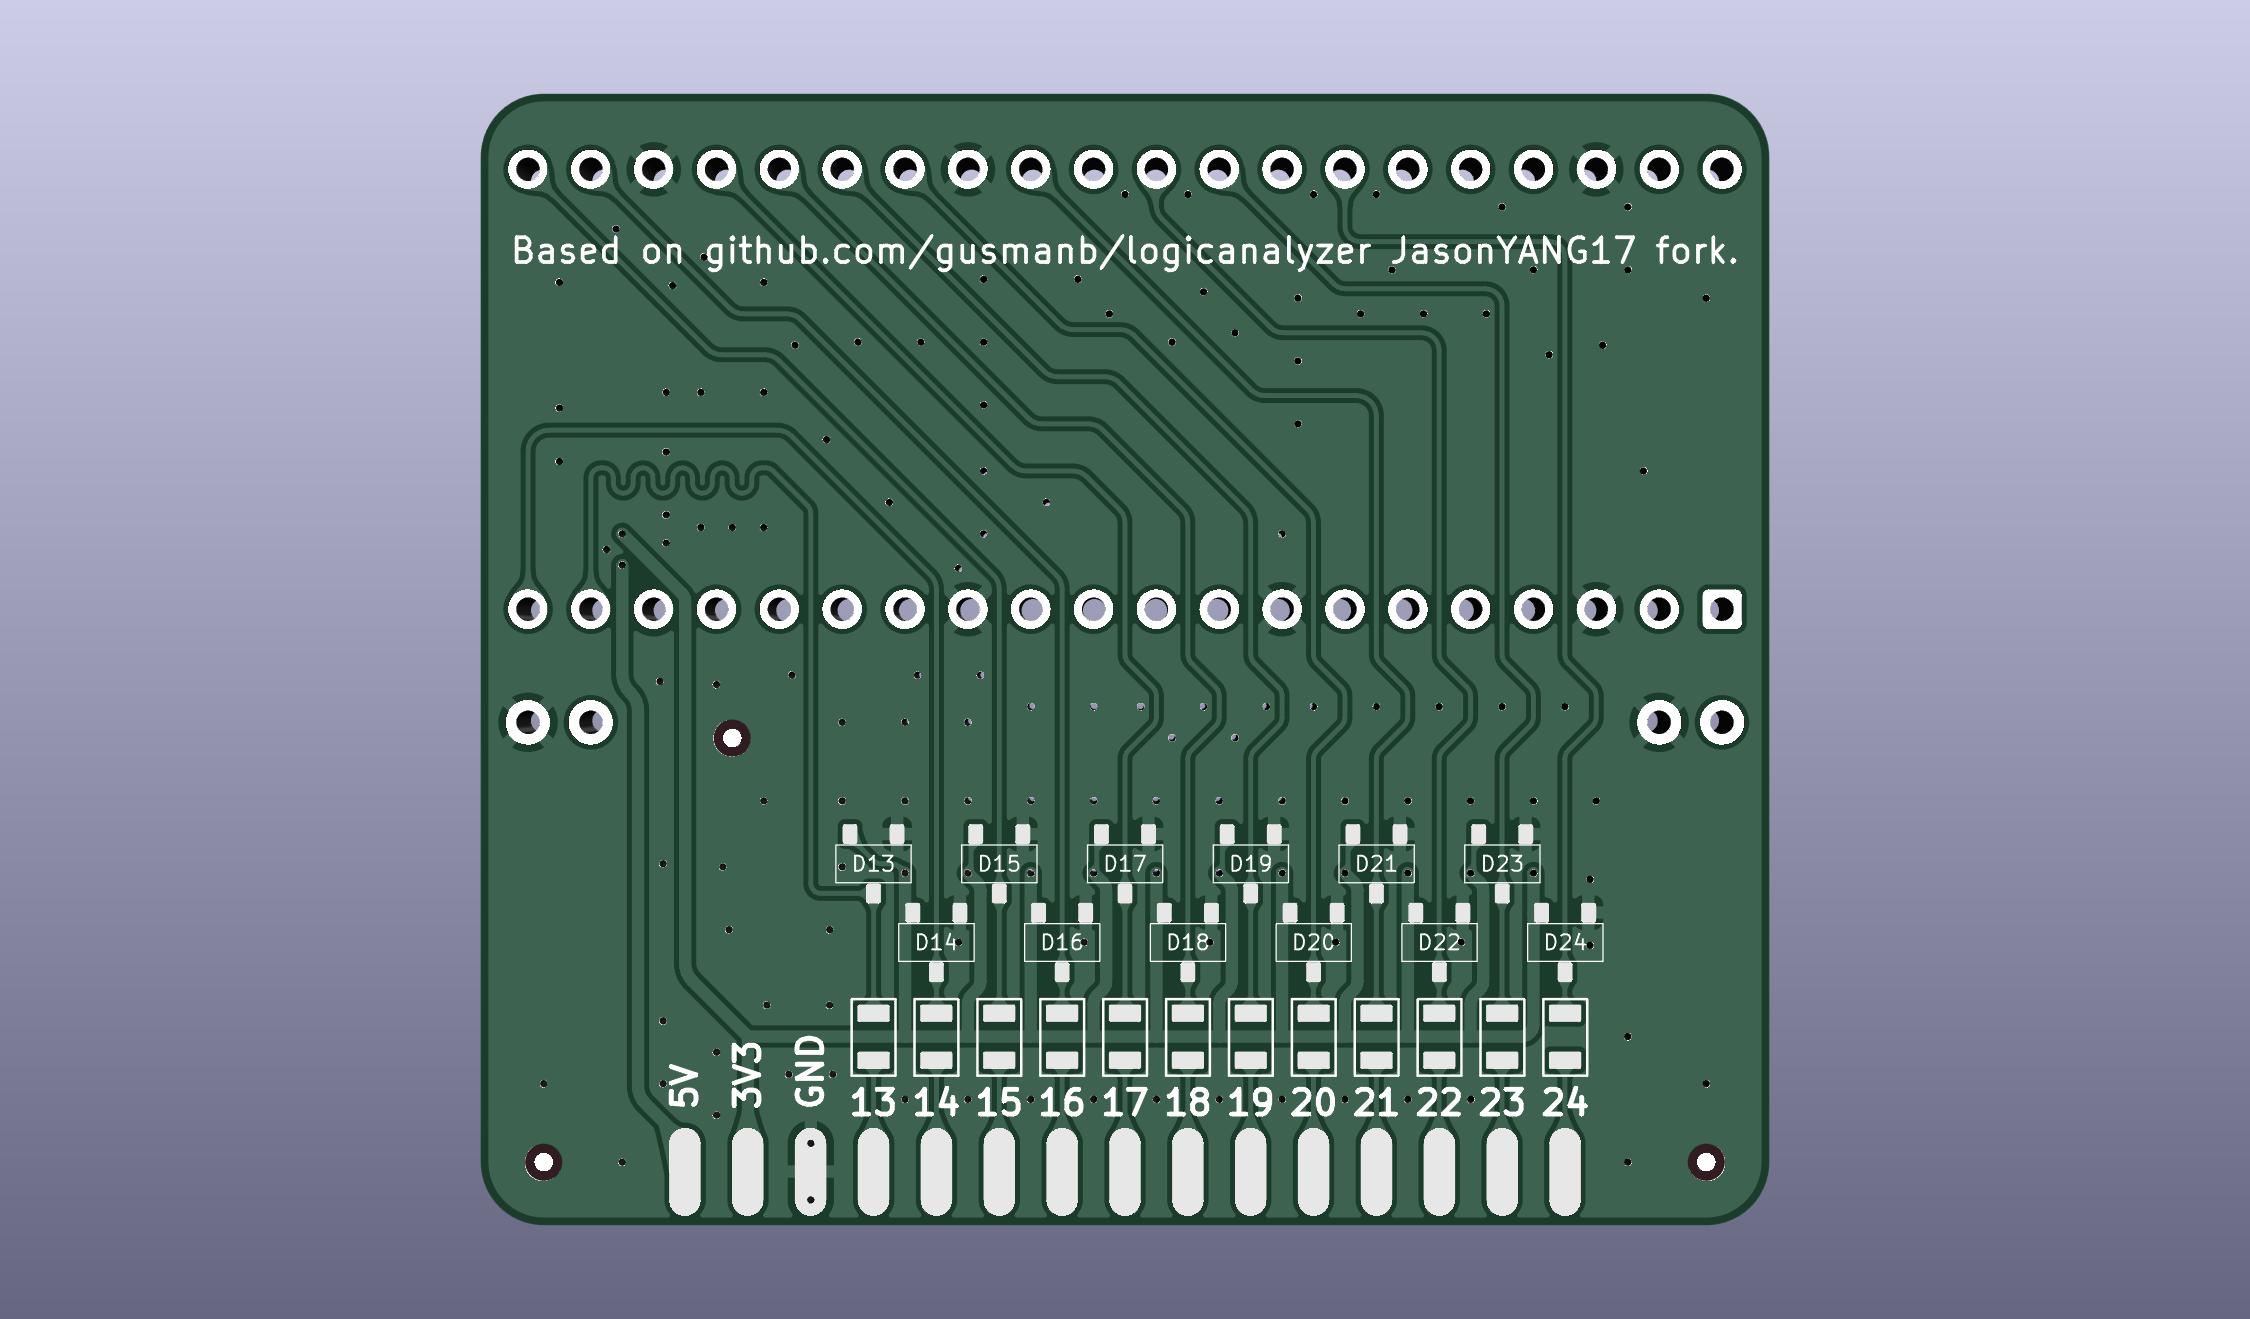 Based on github.com/gusmanb/logicanalyzer JasonYANG17 fork.
D13 D15 D17 D19 D21 D23
D14 D16 D18 D20 D22 D24
5V 3V3 GND 13 14 15 16 17 18 19 20 21 22 23 24